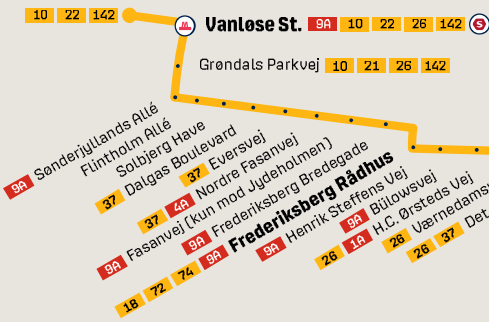 10 22 142
Vanløse St. 9A 10 22 26 142 S
Grøndals Parkvej 10 21 26 142
9A Sønderjyllands Allé
Flintholm Allé
Solbjerg Have
37 Dalgas Boulevard
37 Eversvej
37 4A Nordre Fasanvej
9A Fasanvej (kun mod Jydeholmen)
9A Frederiksberg Bredegade
18 72 74 9A Frederiksberg Rådhus
9A Henrik Steffens Vej
9A Bülowsvej
26 1A H.C. Ørsteds Vej
26 Værnedams
26 37 Det